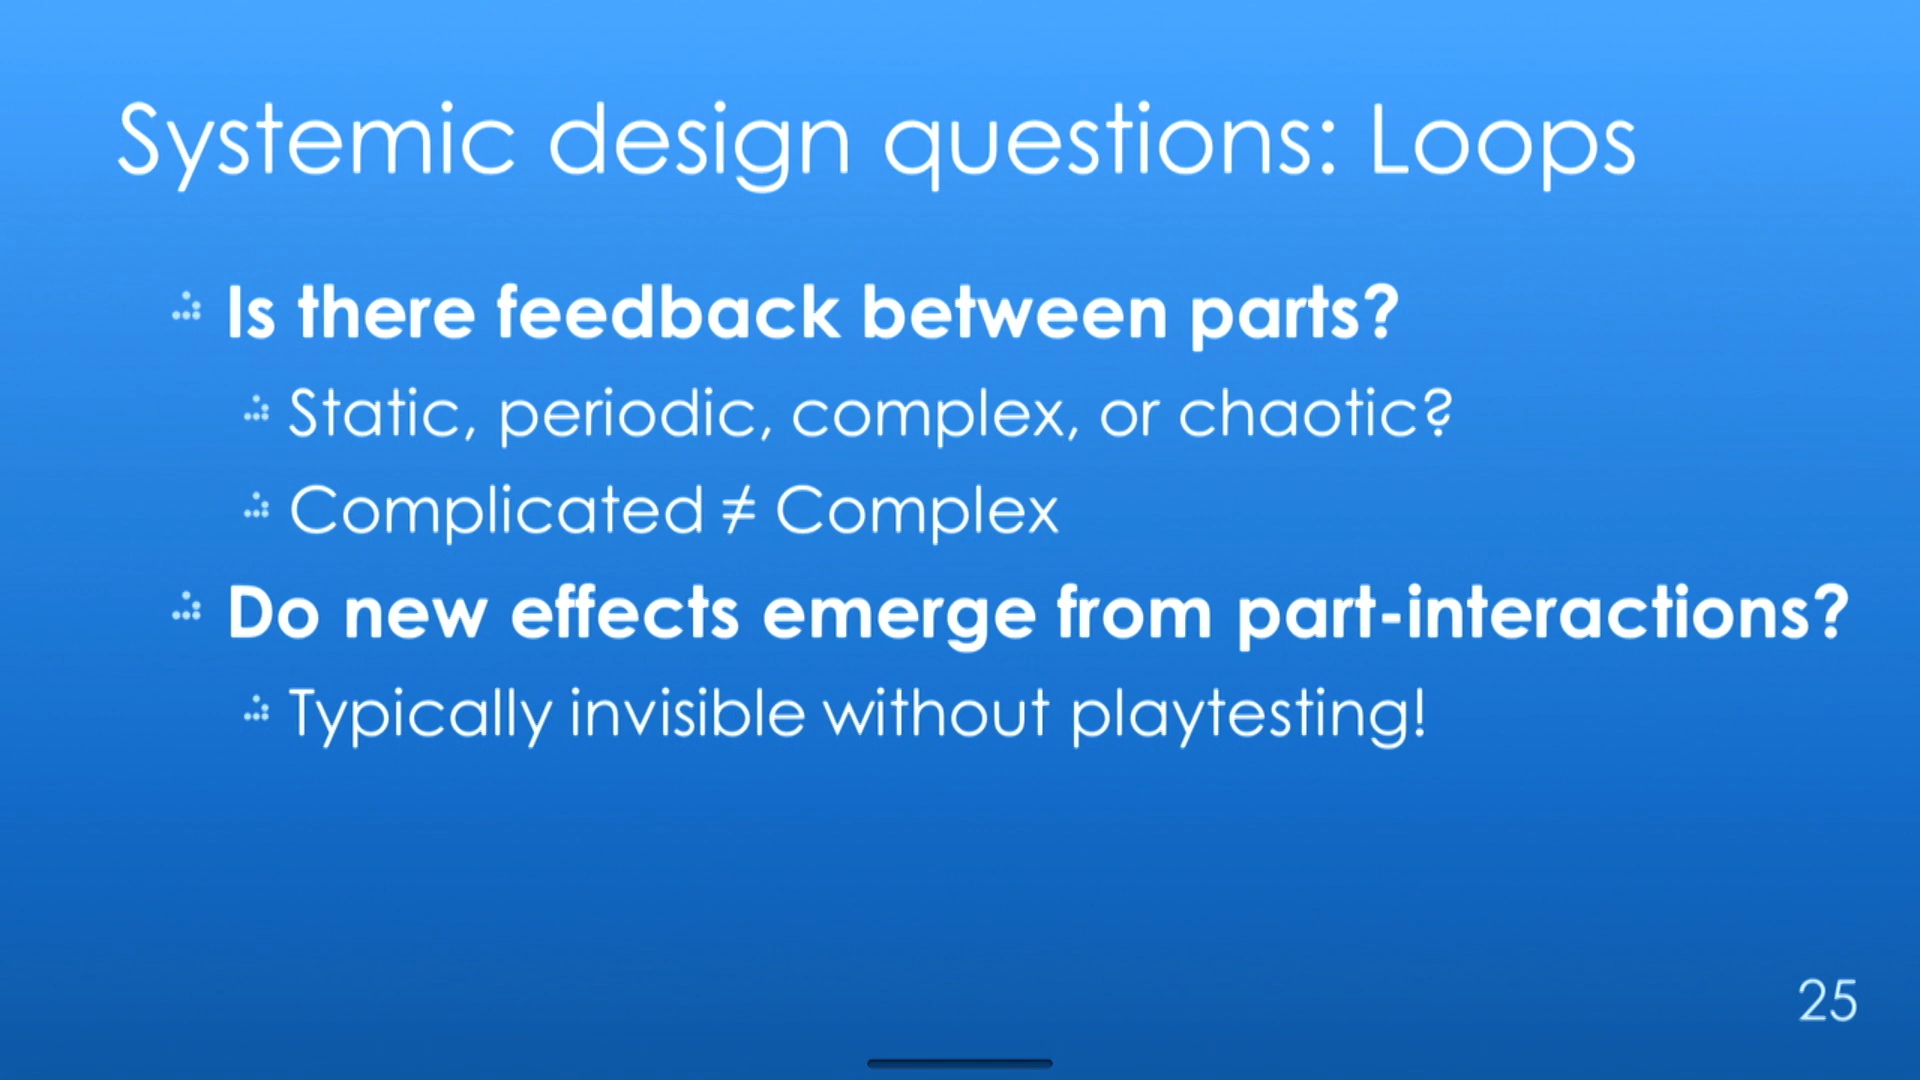 Systemic design questions: Loops
Is there feedback between parts?
Static, periodic, complex, or chaotic?
Complicated ≠ Complex
Do new effects emerge from part-interactions?
Typically invisible without playtesting!
25